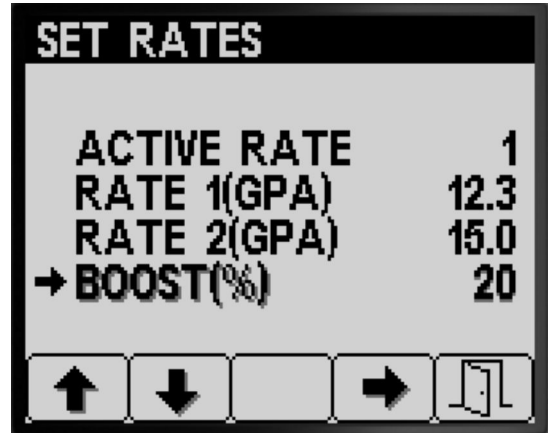 SET RATES
ACTIVE RATE 1
RATE 1(GPA) 12.3
RATE 2(GPA) 15.0
BOOST(%) 20